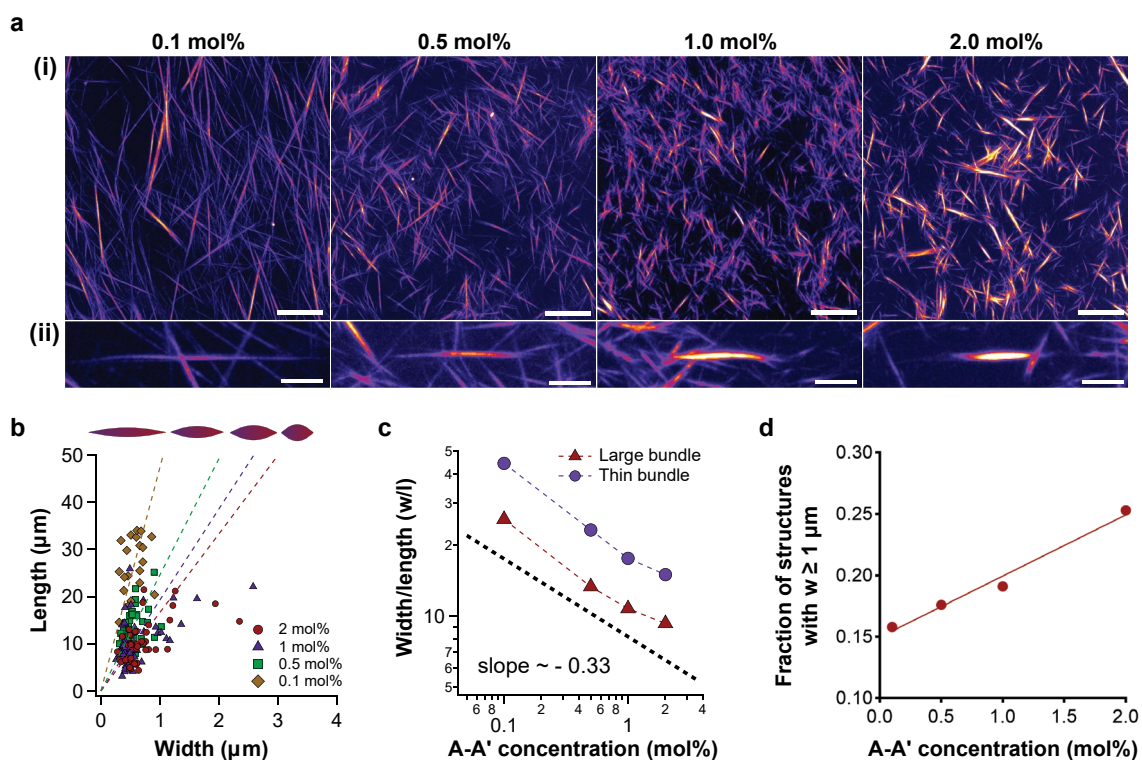 a
0.1 mol% 0.5 mol% 1.0 mol% 2.0 mol%
(i)
(ii)
b
50
40
30
20
10
0
Length (µm)
2 mol%
1 mol%
0.5 mol%
0.1 mol%
0 1 2 3 4
Width (µm)
c
Large bundle
Thin bundle
5
4
3
2
10
8
7
6
5
Width/length (w/l)
slope ~ - 0.33
6 8 2 4 6 8 2 4
0.1 1
A-A' concentration (mol%)
d
0.30
0.25
0.20
0.15
0.10
Fraction of structures
with w ≥ 1 µm
0.0 0.5 1.0 1.5 2.0
A-A' concentration (mol%)